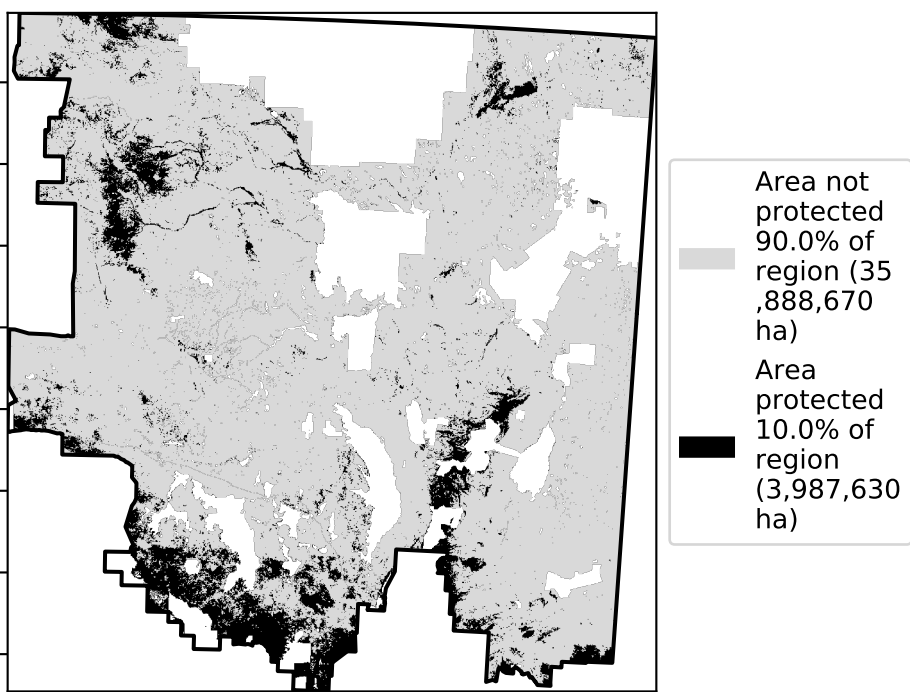 Area not
protected
90.0% of
region (35
,888,670
ha)
Area
protected
10.0% of
region
(3,987,630
ha)